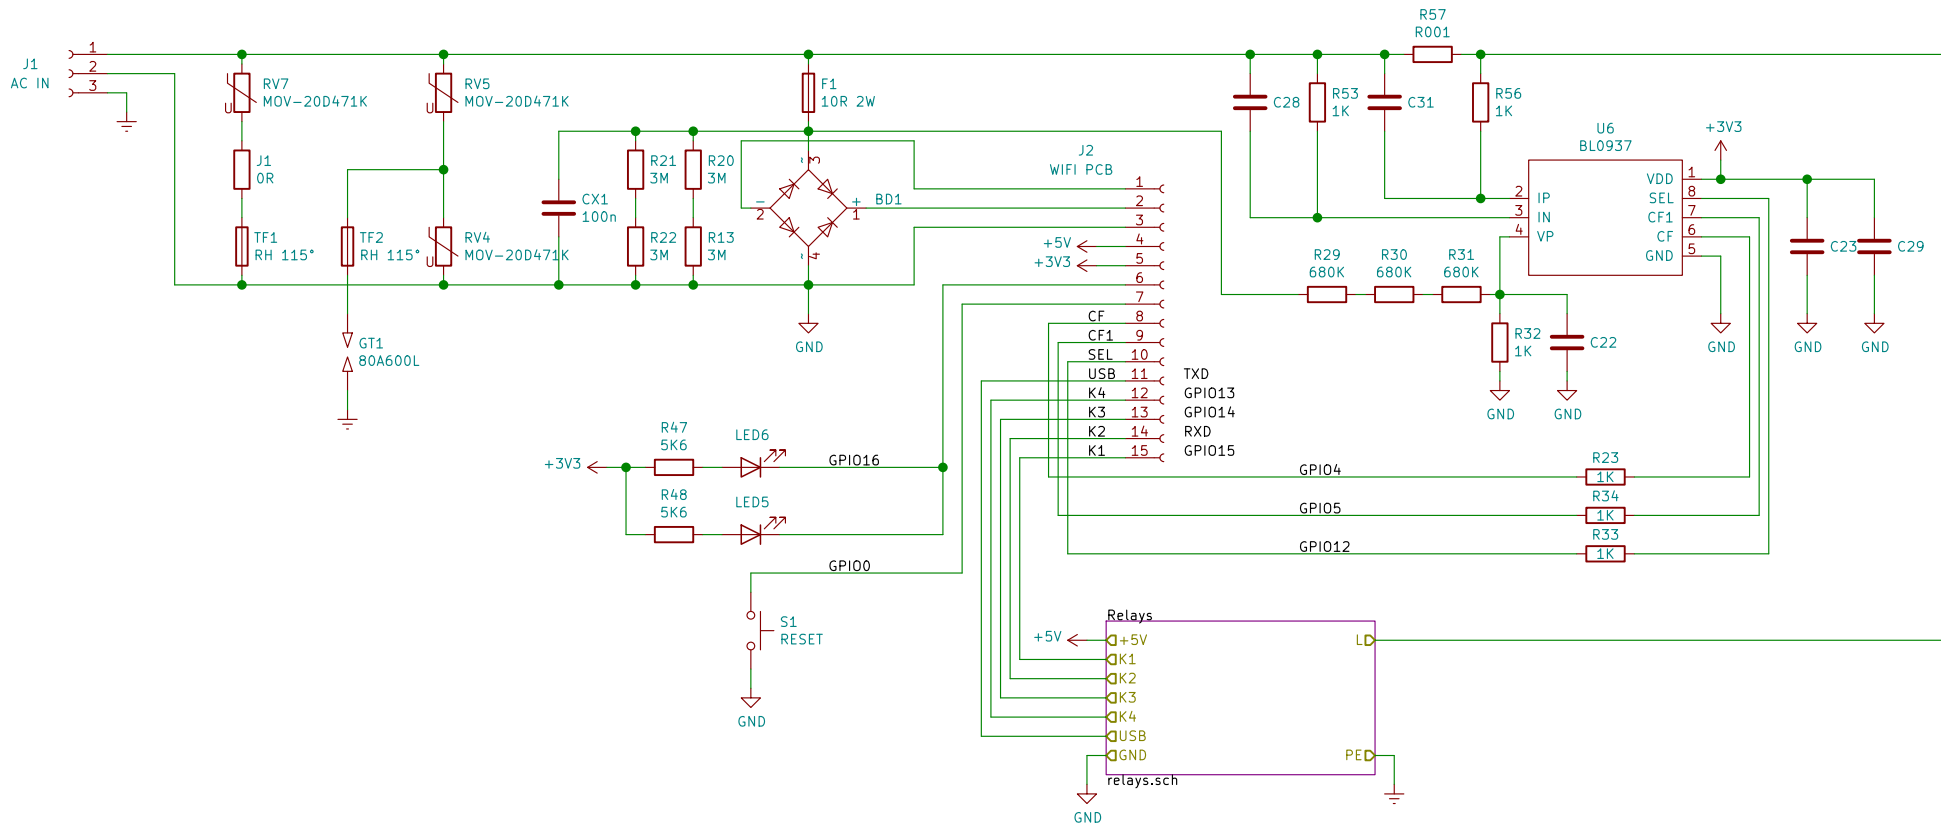 J1
AC IN
1
2
3
RV7
MOV-20D471K
U
RV5
MOV-20D471K
U
J1
0R
TF1
RH 115°
TF2
RH 115°
RV4
MOV-20D471K
U
GT1
80A600L
F1
10R 2W
CX1
100n
R21
3M
R20
3M
R22
3M
R13
3M
~
3
-
2
+
1
~
4
BD1
GND
J2
WIFI PCB
1
2
3
+5V
4
+3V3
5
6
7
CF
8
CF1
9
SEL
10
USB
11
TXD
K4
12
GPIO13
K3
13
GPIO14
K2
14
RXD
K1
15
GPIO15
R57
R001
C28
R53
1K
C31
R56
1K
U6
BL0937
+3V3
2 IP
3 IN
4 VP
VDD 1
SEL 8
CF1 7
CF 6
GND 5
C23
C29
R29
680K
R30
680K
R31
680K
R32
1K
C22
GND
GND
GND
GND
GND
R47
5K6
LED6
+3V3
GPIO16
R48
5K6
LED5
GPIO0
S1
RESET
GND
GPIO4
R23
1K
GPIO5
R34
1K
GPIO12
R33
1K
Relays
+5V
+5V
K1
K2
K3
K4
USB
GND
L
PE
relays.sch
GND